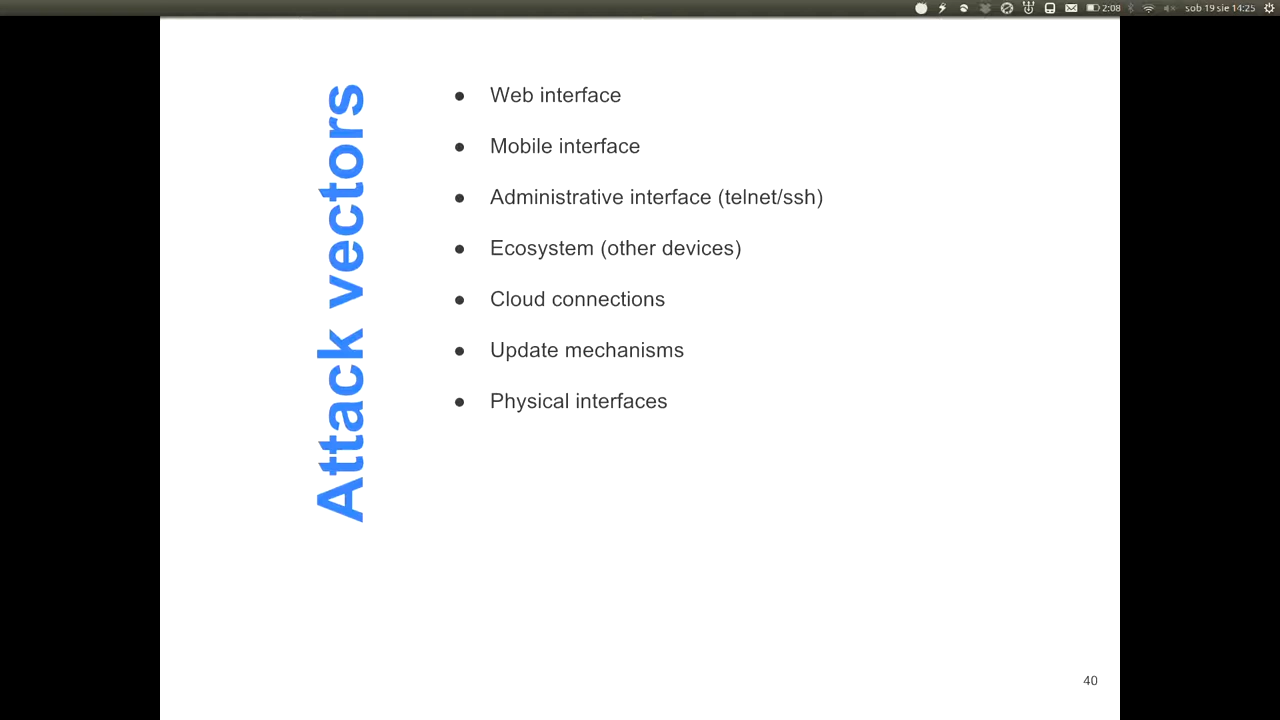 2:08 sob 19 sie 14:25
Attack vectors
● Web interface
● Mobile interface
● Administrative interface (telnet/ssh)
● Ecosystem (other devices)
● Cloud connections
● Update mechanisms
● Physical interfaces
40